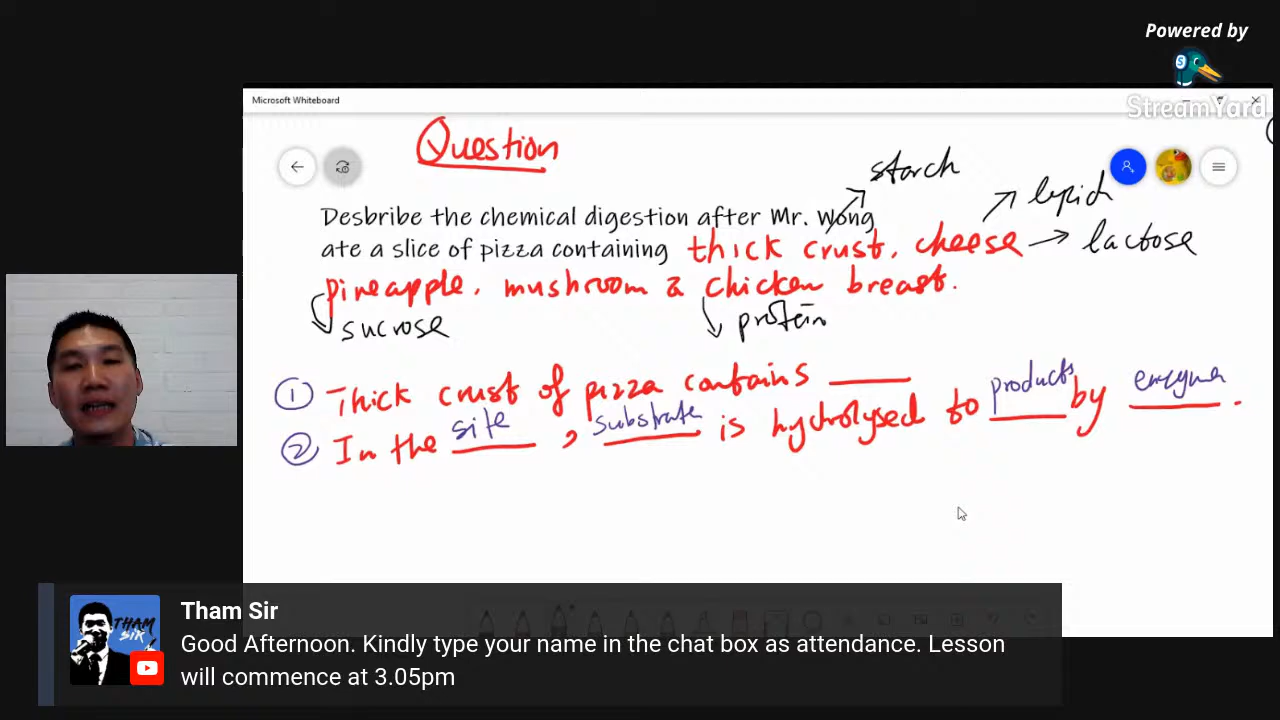 Powered by
StreamYard
Microsoft Whiteboard
Question
starch
lepid
Desbribe the chemical digestion after Mr. Wong
ate a slice of pizza containing thick crust, cheese
lactose
pineapple, mushroom & chicken breast.
sucrose
protein
① Thick crust of pizza contains ____
② In the site, substrate is hydrolysed to products by enzyme.
THAM
SIR
Tham Sir
Good Afternoon. Kindly type your name in the chat box as attendance. Lesson
will commence at 3.05pm